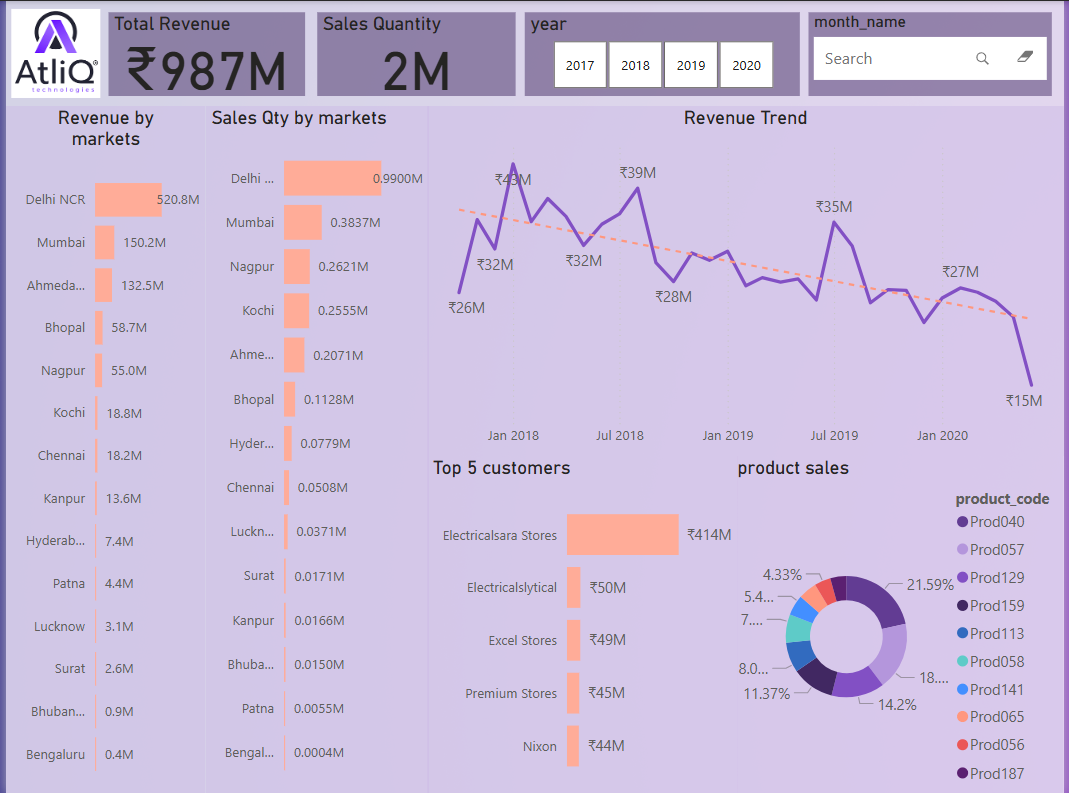 AtliQ®
technologies
Total Revenue
₹987M
Sales Quantity
2M
year
2017
2018
2019
2020
month_name
Search
Revenue by
markets
Delhi NCR 520.8M
Mumbai 150.2M
Ahmeda... 132.5M
Bhopal 58.7M
Nagpur 55.0M
Kochi 18.8M
Chennai 18.2M
Kanpur 13.6M
Hyderab... 7.4M
Patna 4.4M
Lucknow 3.1M
Surat 2.6M
Bhuban... 0.9M
Bengaluru 0.4M
Sales Qty by markets
Delhi ... 0.9900M
Mumbai 0.3837M
Nagpur 0.2621M
Kochi 0.2555M
Ahme... 0.2071M
Bhopal 0.1128M
Hyder... 0.0779M
Chennai 0.0508M
Luckn... 0.0371M
Surat 0.0171M
Kanpur 0.0166M
Bhuba... 0.0150M
Patna 0.0055M
Bengal... 0.0004M
Revenue Trend
₹26M
₹32M
₹43M
₹32M
₹39M
₹28M
₹35M
₹27M
₹15M
Jan 2018
Jul 2018
Jan 2019
Jul 2019
Jan 2020
Top 5 customers
Electricalsara Stores ₹414M
Electricalslytical ₹50M
Excel Stores ₹49M
Premium Stores ₹45M
Nixon ₹44M
product sales
21.59%
18....
14.2%
11.37%
8.0...
7....
5.4...
4.33%
product_code
Prod040
Prod057
Prod129
Prod159
Prod113
Prod058
Prod141
Prod065
Prod056
Prod187